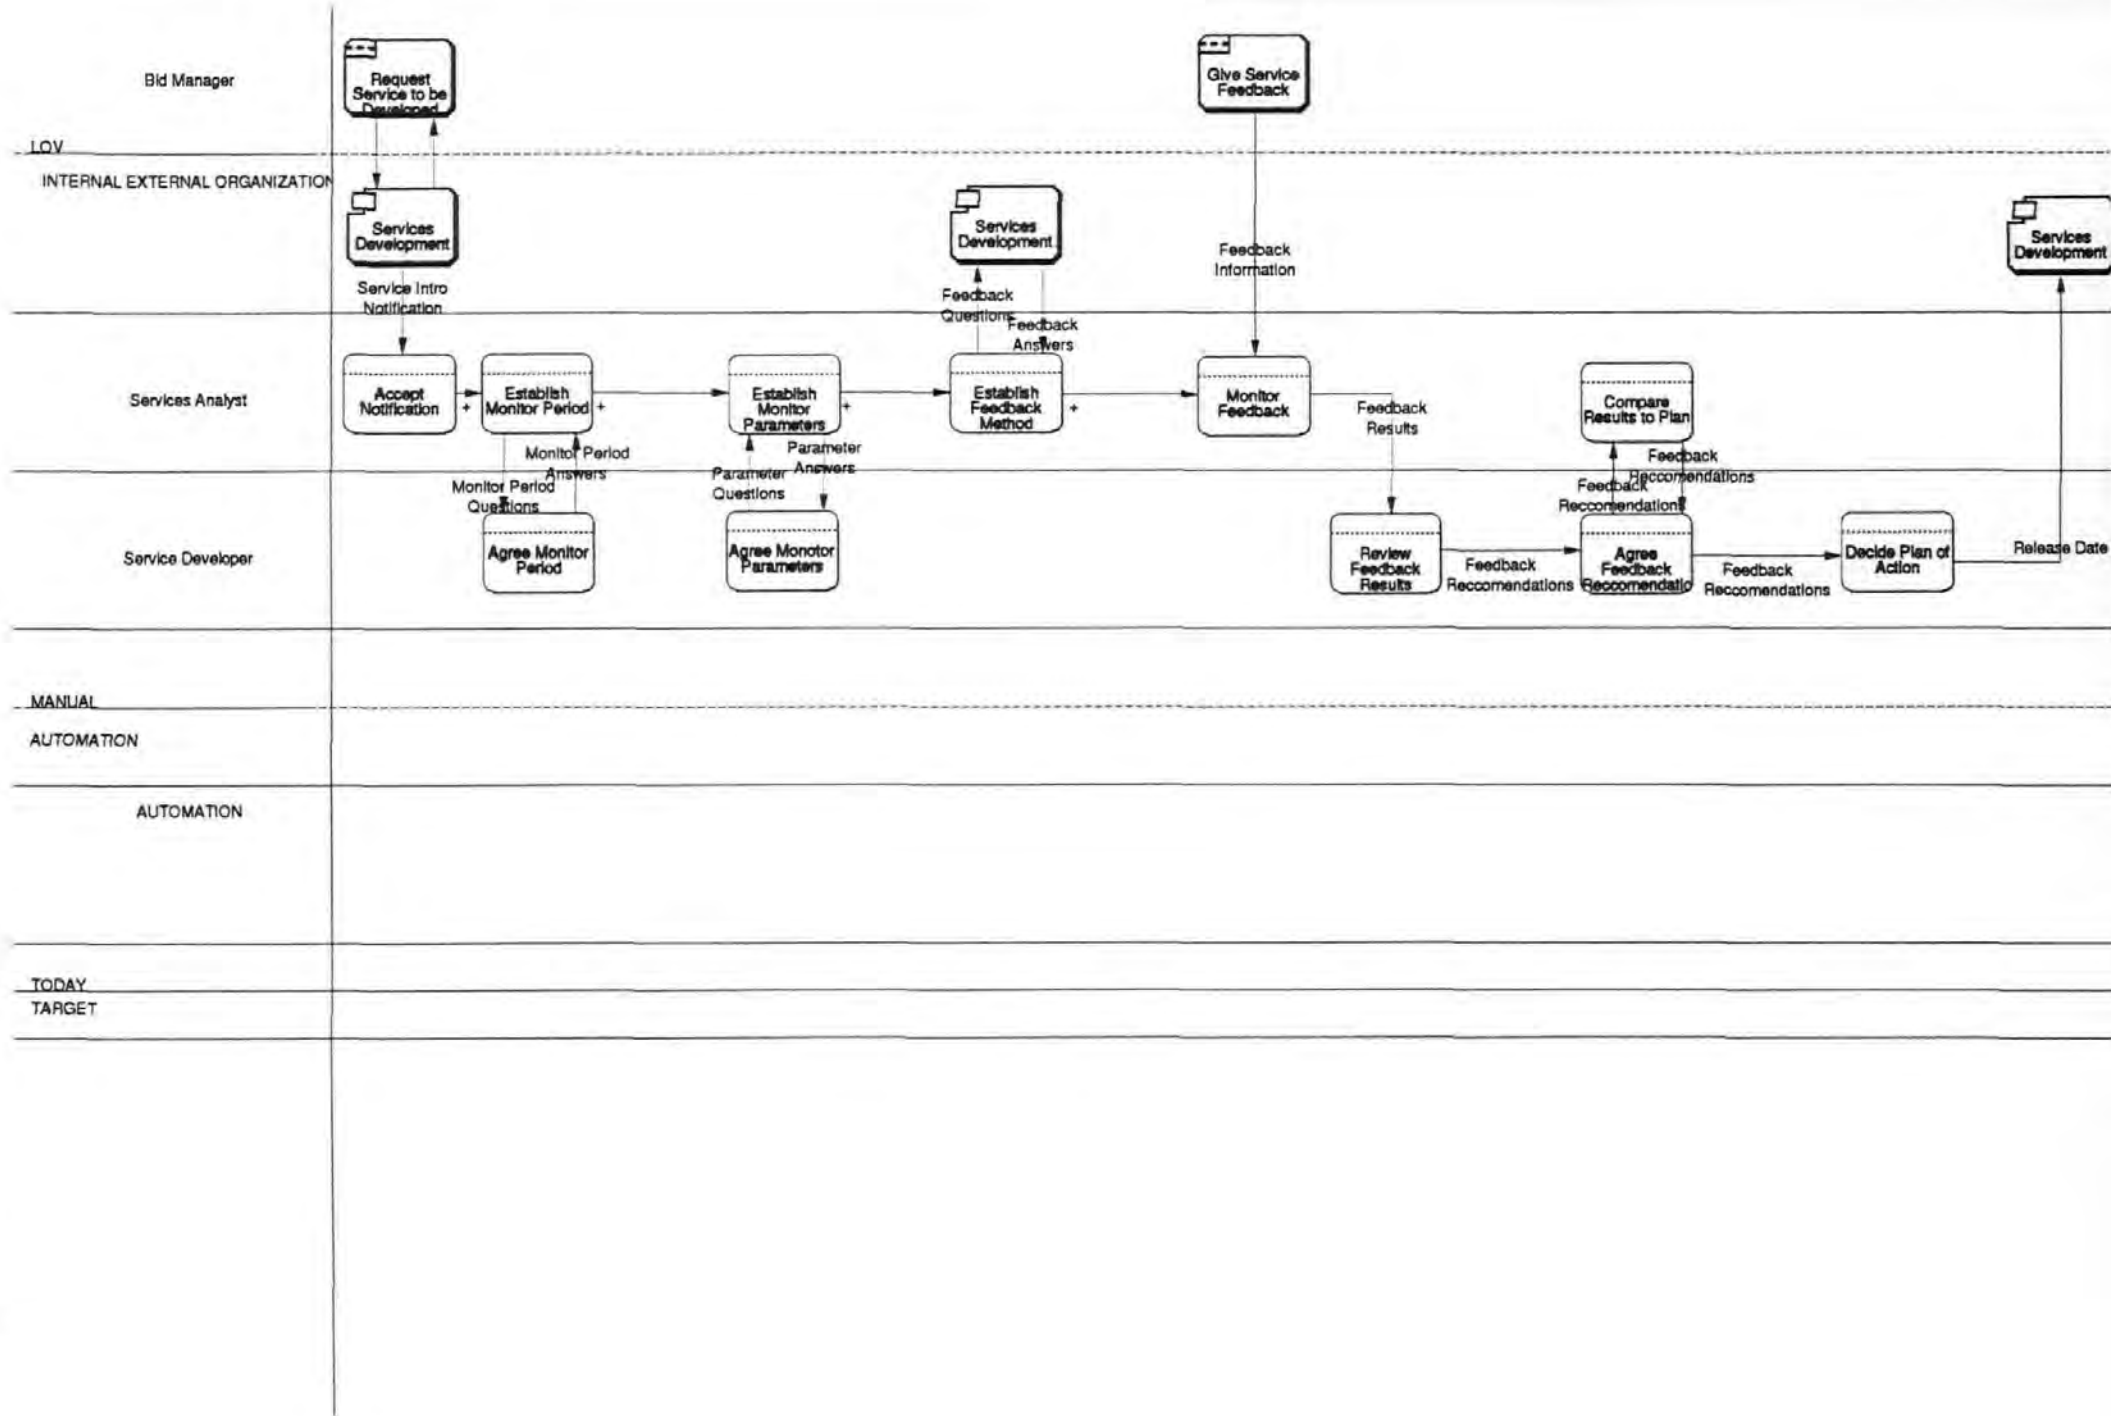 Bid Manager
Request
Service to be
Developed
Give Service
Feedback
LOV
INTERNAL EXTERNAL ORGANIZATION
Services
Development
Services
Development
Services
Development
Feedback
Information
Service Intro
Notification
Feedback
Questions
Feedback
Answers
Services Analyst
Accept
Notification
+
Establish
Monitor Period
+
Establish
Monitor
Parameters
+
Establish
Feedback
Method
+
Monitor
Feedback
Feedback
Results
Compare
Results to Plan
Monitor Period
Answers
Monitor Period
Questions
Parameter
Answers
Parameter
Questions
Feedback
Reccomendations
Feedback
Reccomendations
Service Developer
Agree Monitor
Period
Agree Monotor
Parameters
Review
Feedback
Results
Feedback
Reccomendations
Agree
Feedback
Reccomendatio
Feedback
Reccomendations
Decide Plan of
Action
Release Date
MANUAL
AUTOMATION
AUTOMATION
TODAY
TARGET